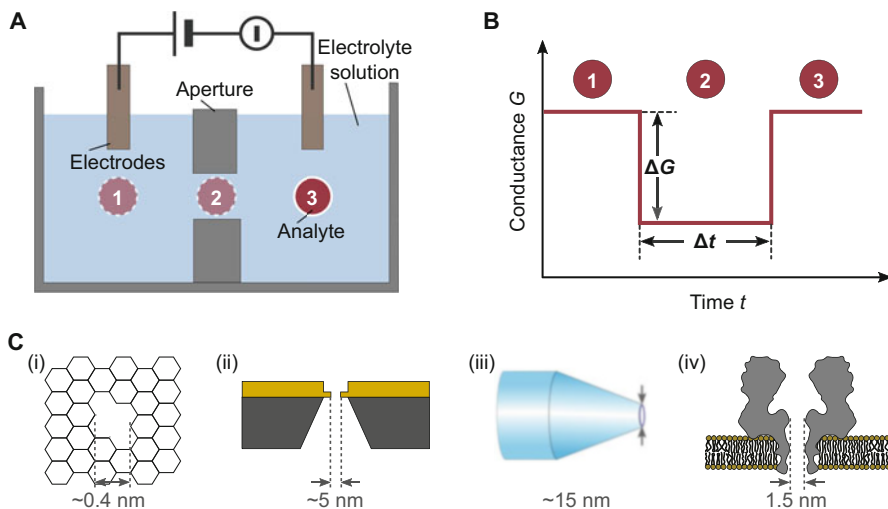 A
Electrolyte
solution
Aperture
Electrodes
1
2
3
Analyte
B
Conductance G
1
2
3
ΔG
Δt
Time t
C
(i)
~0.4 nm
(ii)
~5 nm
(iii)
~15 nm
(iv)
1.5 nm